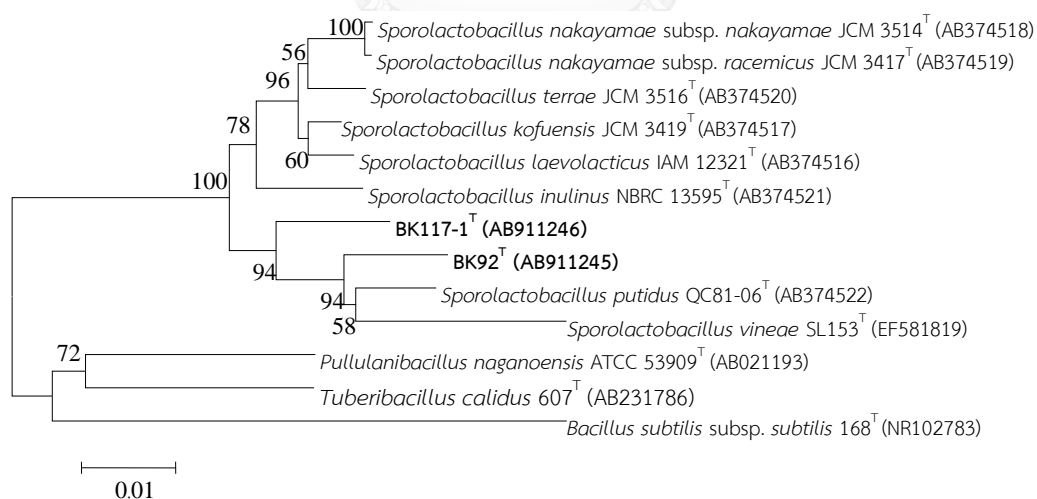 100 Sporolactobacillus nakayamae subsp. nakayamae JCM 3514ᵀ (AB374518)
Sporolactobacillus nakayamae subsp. racemicus JCM 3417ᵀ (AB374519)
56
96
Sporolactobacillus terrae JCM 3516ᵀ (AB374520)
78
Sporolactobacillus kofuensis JCM 3419ᵀ (AB374517)
60
Sporolactobacillus laevolacticus IAM 12321ᵀ (AB374516)
100
Sporolactobacillus inulinus NBRC 13595ᵀ (AB374521)
BK117-1ᵀ (AB911246)
94
BK92ᵀ (AB911245)
94
Sporolactobacillus putidus QC81-06ᵀ (AB374522)
58
Sporolactobacillus vineae SL153ᵀ (EF581819)
72
Pullulanibacillus naganoensis ATCC 53909ᵀ (AB021193)
Tuberibacillus calidus 607ᵀ (AB231786)
Bacillus subtilis subsp. subtilis 168ᵀ (NR102783)
0.01